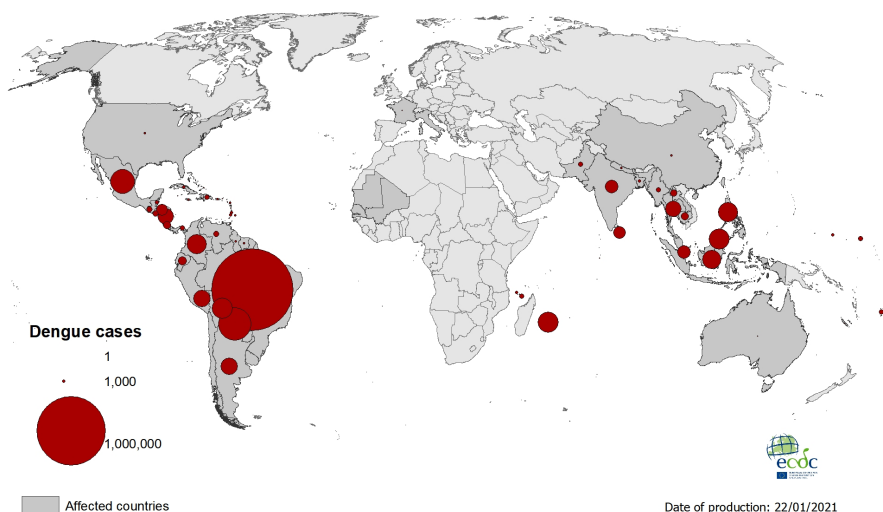 Dengue cases
1
1,000
1,000,000
Affected countries
ecdc
Date of production: 22/01/2021